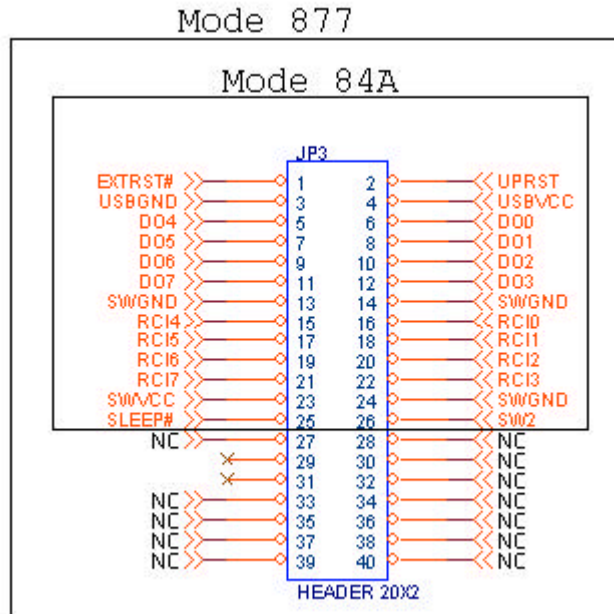 Mode 877
Mode 84A
JP3
EXTRST# 1 2 UPRST
USBGND 3 4 USBVCC
DO4 5 6 DO0
DO5 7 8 DO1
DO6 9 10 DO2
DO7 11 12 DO3
SWGND 13 14 SWGND
RCI4 15 16 RCI0
RCI5 17 18 RCI1
RCI6 19 20 RCI2
RCI7 21 22 RCI3
SWVCC 23 24 SWGND
SLEEP# 25 26 SW2
NC 27 28 NC
29 30 NC
31 32 NC
NC 33 34 NC
NC 35 36 NC
NC 37 38 NC
NC 39 40 NC
HEADER 20X2